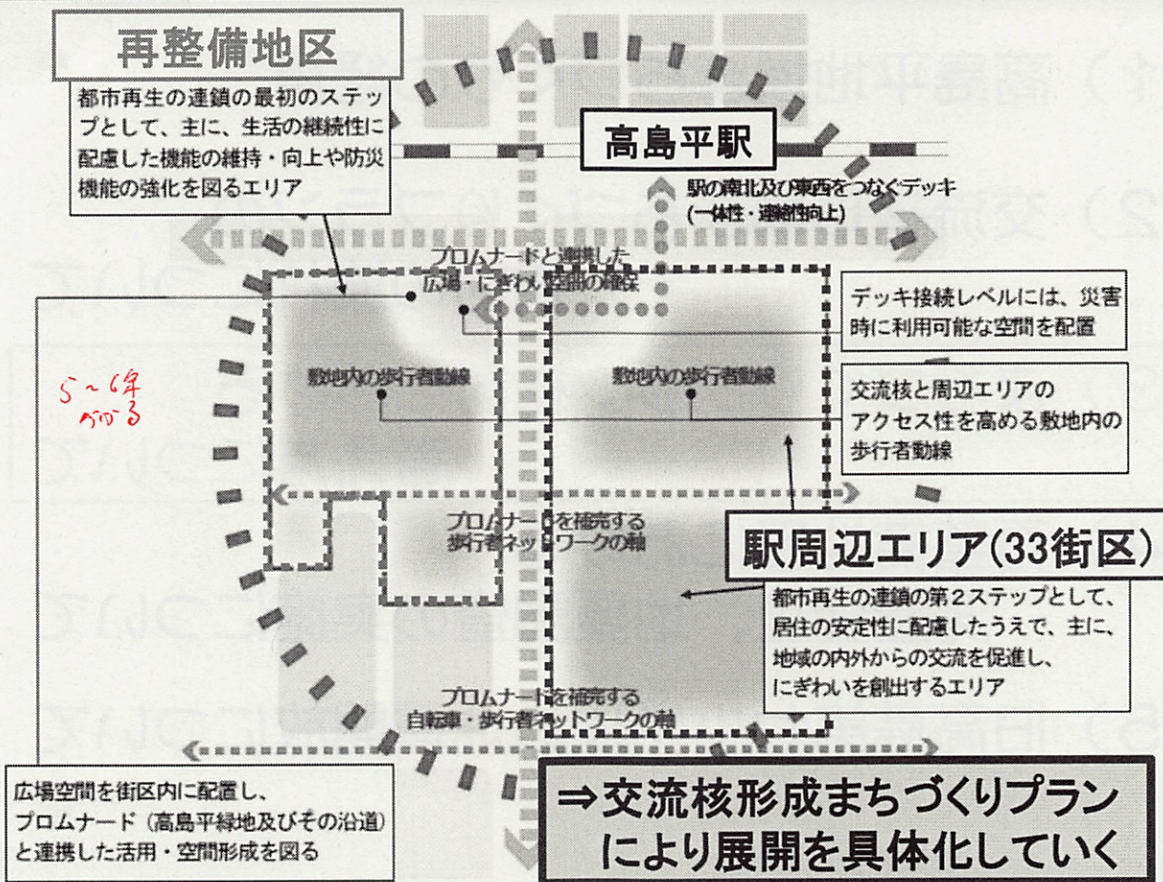 再整備地区
都市再生の連鎖の最初のステッ
プとして、主に、生活の継続性に
配慮した機能の維持・向上や防災
機能の強化を図るエリア
高島平駅
駅の南北及び東西をつなぐデッキ
(一体性・連絡性向上)
プロムナードと連携した
広場・にぎわい空間の確保
デッキ接続レベルには、災害
時に利用可能な空間を配置
5～6年
かかる
敷地内の歩行者動線
敷地内の歩行者動線
交流核と周辺エリアの
アクセス性を高める敷地内の
歩行者動線
プロムナードを補完する
歩行者ネットワークの軸
駅周辺エリア(33街区)
都市再生の連鎖の第2ステップとして、
居住の安定性に配慮したうえで、主に、
地域の内外からの交流を促進し、
にぎわいを創出するエリア
プロムナードを補完する
自転車・歩行者ネットワークの軸
広場空間を街区内に配置し、
プロムナード（高島平緑地及びその沿道）
と連携した活用・空間形成を図る
⇒交流核形成まちづくりプラン
により展開を具体化していく